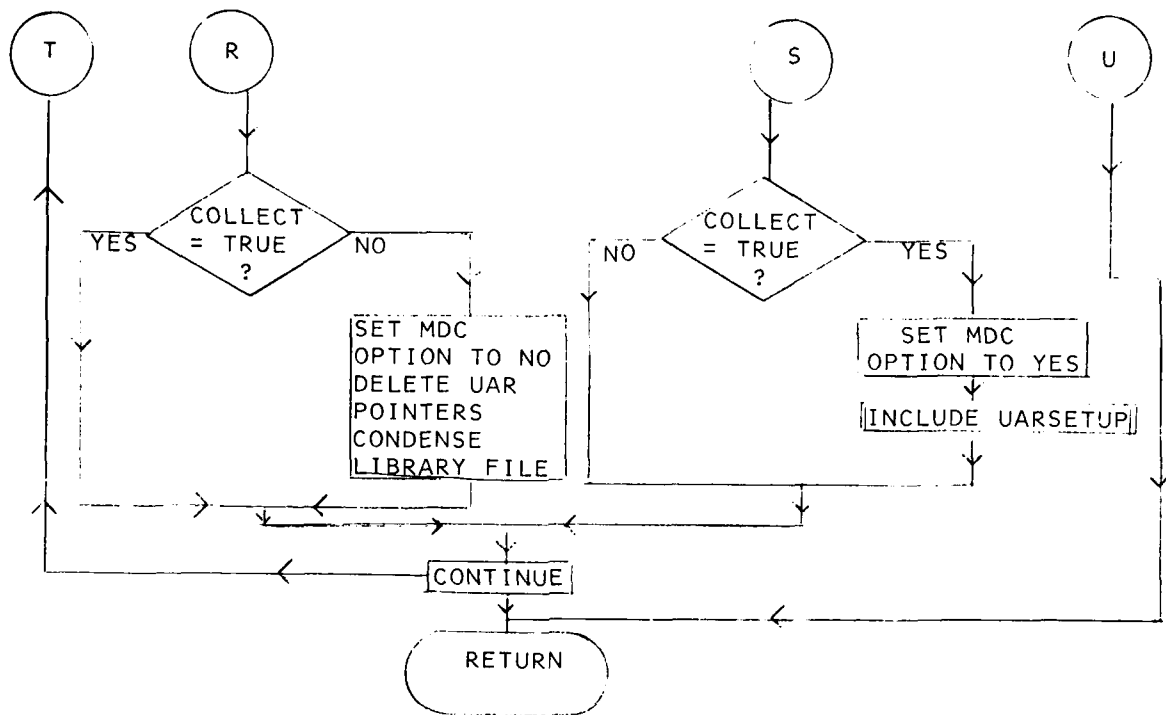 T
R
S
U
COLLECT
= TRUE
?
YES
NO
SET MDC
OPTION TO NO
DELETE UAR
POINTERS
CONDENSE
LIBRARY FILE
COLLECT
= TRUE
?
NO
YES
SET MDC
OPTION TO YES
INCLUDE UARSETUP
CONTINUE
RETURN